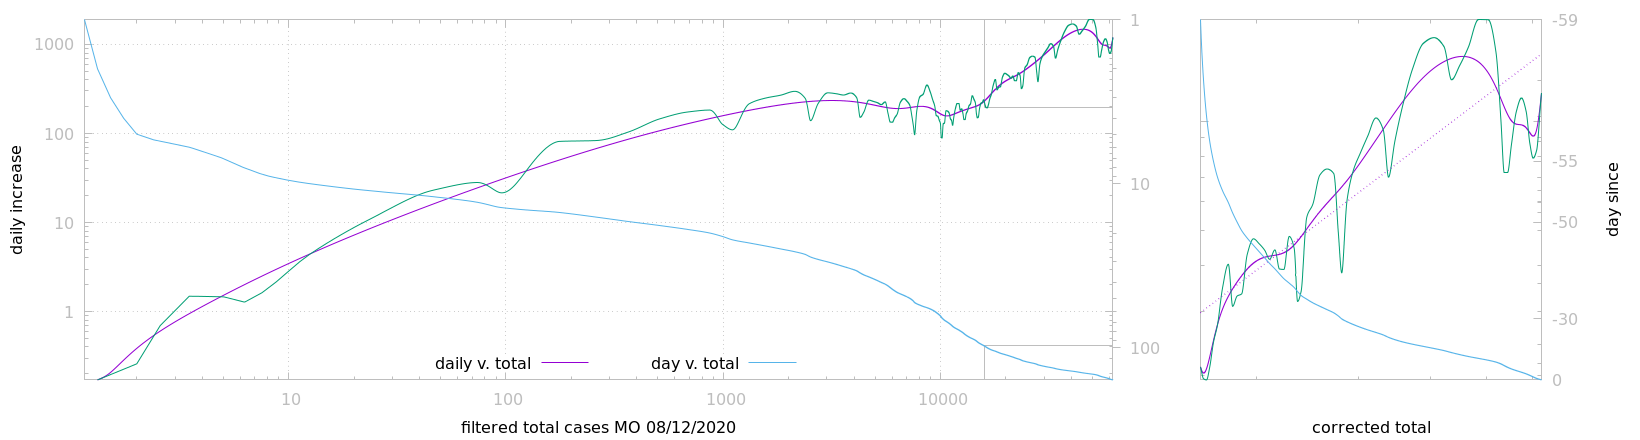 1000
100
10
1
daily increase
10
100
1000
10000
filtered total cases MO 08/12/2020
daily v. total
day v. total
1
10
100
-59
-55
-50
-30
0
day since
corrected total